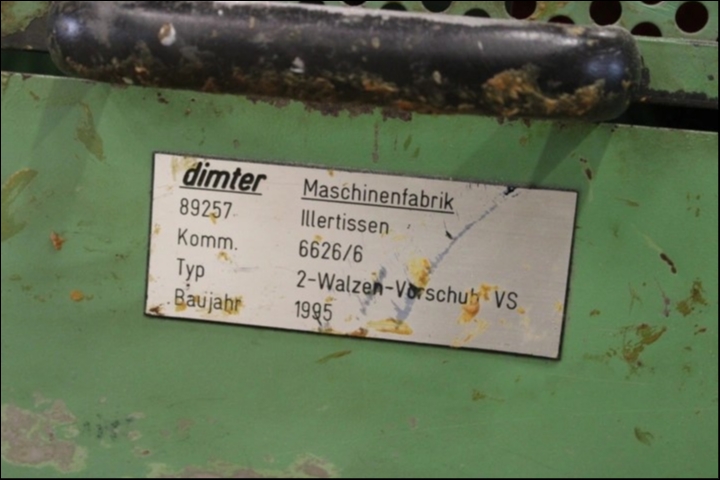 dimter Maschinenfabrik
89257 Illertissen
Komm. 6626/6
Typ 2-Walzen-Vorschub VS
Baujahr 1995